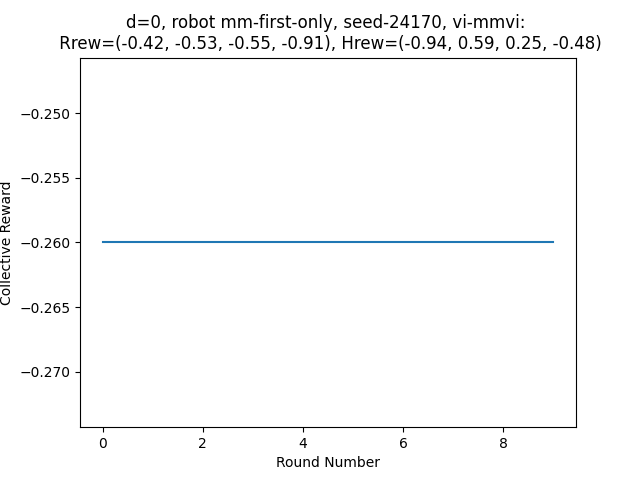 d=0, robot mm-first-only, seed-24170, vi-mmvi:
Rrew=(-0.42, -0.53, -0.55, -0.91), Hrew=(-0.94, 0.59, 0.25, -0.48)
Collective Reward
−0.250
−0.255
−0.260
−0.265
−0.270
0 2 4 6 8
Round Number